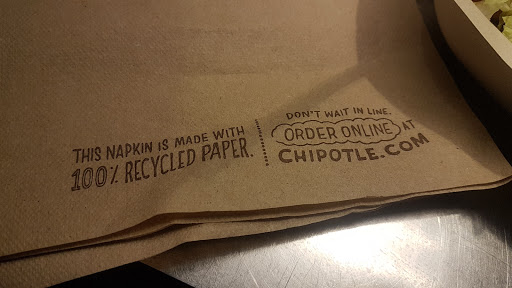 THIS NAPKIN IS MADE WITH
100% RECYCLED PAPER.
DON'T WAIT IN LINE.
ORDER ONLINE AT
CHIPOTLE.COM